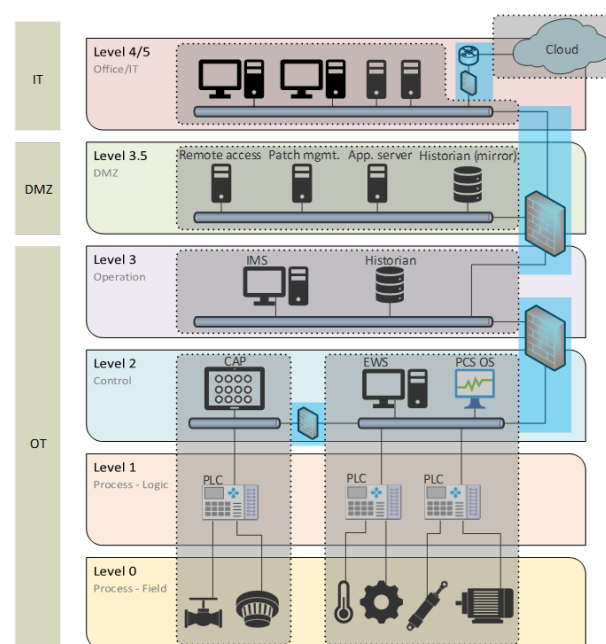 IT
Level 4/5
Office/IT
Cloud
DMZ
Level 3.5
DMZ
Remote access
Patch mgmt.
App. server
Historian (mirror)
OT
Level 3
Operation
IMS
Historian
Level 2
Control
CAP
EWS
PCS OS
Level 1
Process - Logic
PLC
PLC
PLC
Level 0
Process - Field